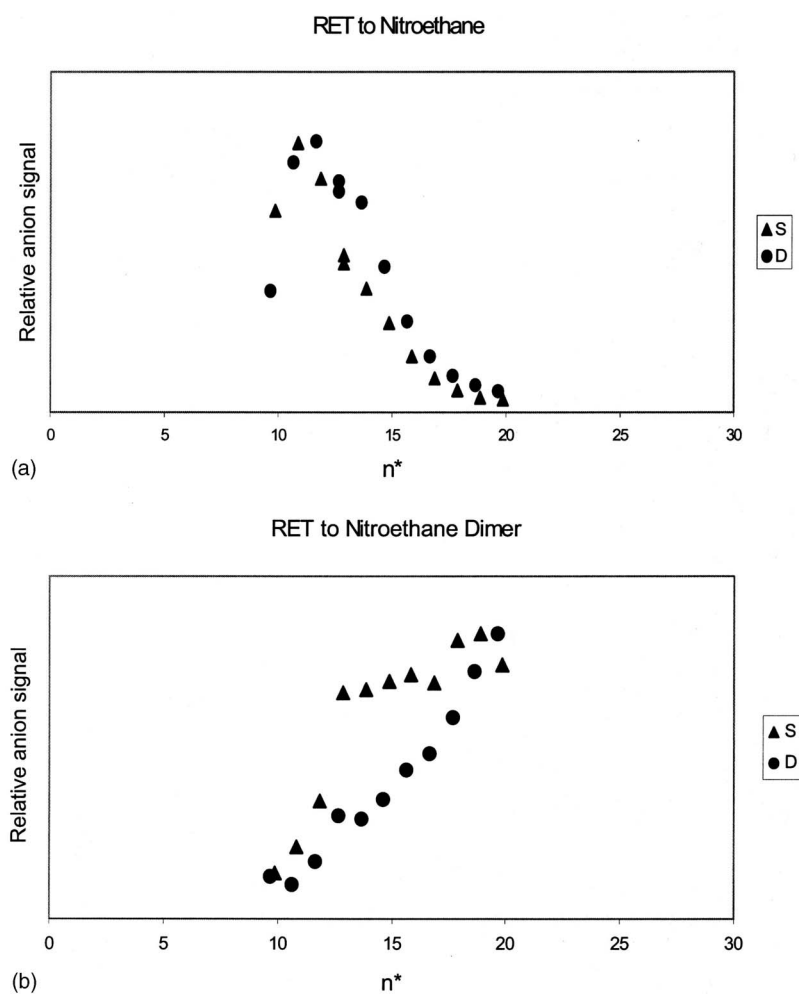 RET to Nitroethane
Relative anion signal
▲ S
● D
0 5 10 15 20 25 30
n*
(a)
RET to Nitroethane Dimer
Relative anion signal
▲ S
● D
0 5 10 15 20 25 30
n*
(b)